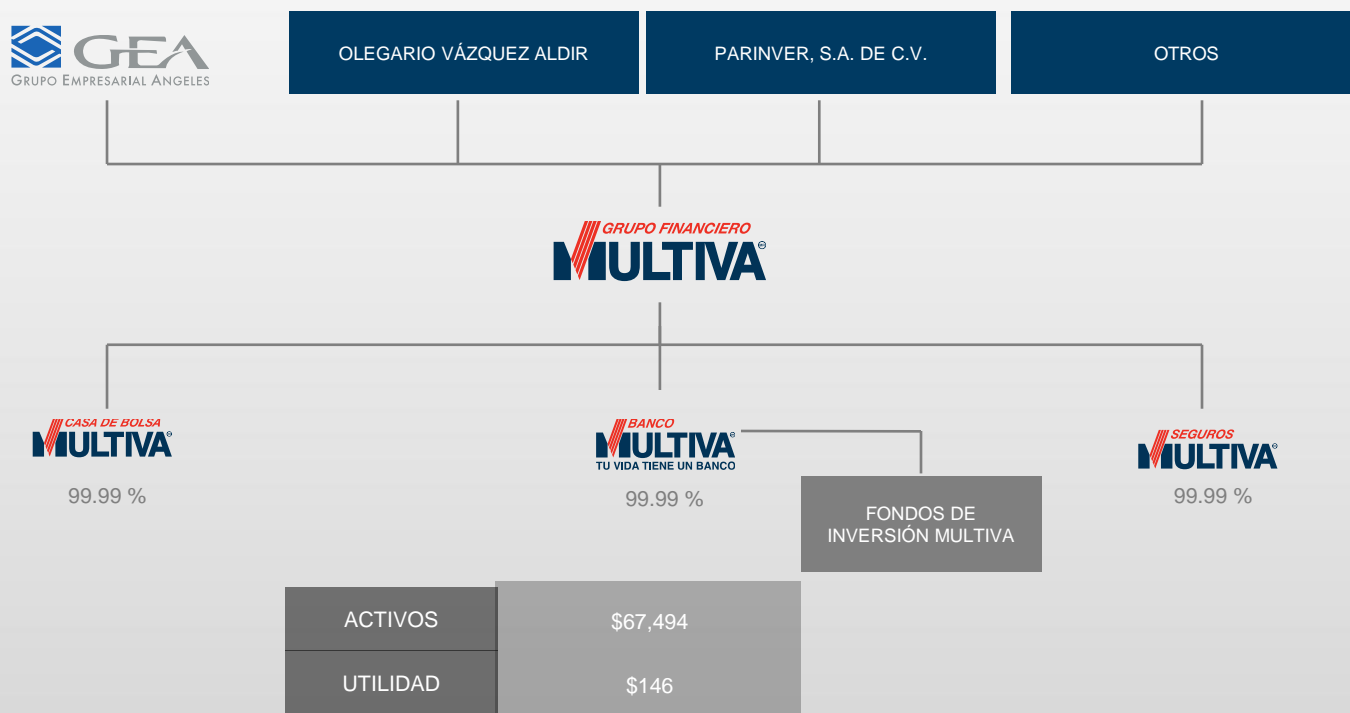 GEA
GRUPO EMPRESARIAL ANGELES
OLEGARIO VÁZQUEZ ALDIR
PARINVER, S.A. DE C.V.
OTROS
GRUPO FINANCIERO
MULTIVA
CASA DE BOLSA
MULTIVA
99.99 %
BANCO
MULTIVA
TU VIDA TIENE UN BANCO
99.99 %
FONDOS DE
INVERSIÓN MULTIVA
SEGUROS
MULTIVA
99.99 %
ACTIVOS $67,494
UTILIDAD $146